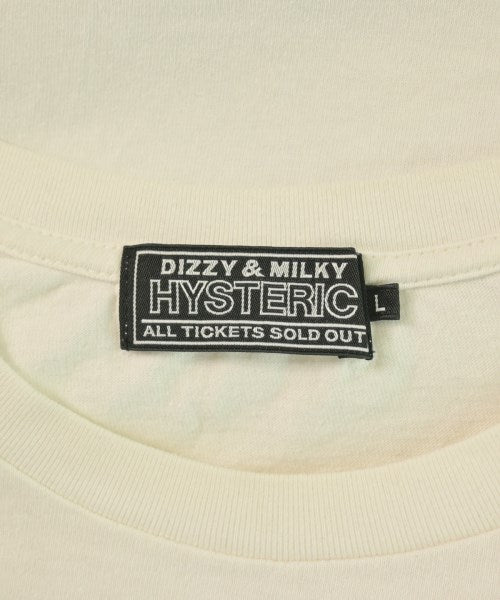 DIZZY & MILKY
HYSTERIC
ALL TICKETS SOLD OUT
L